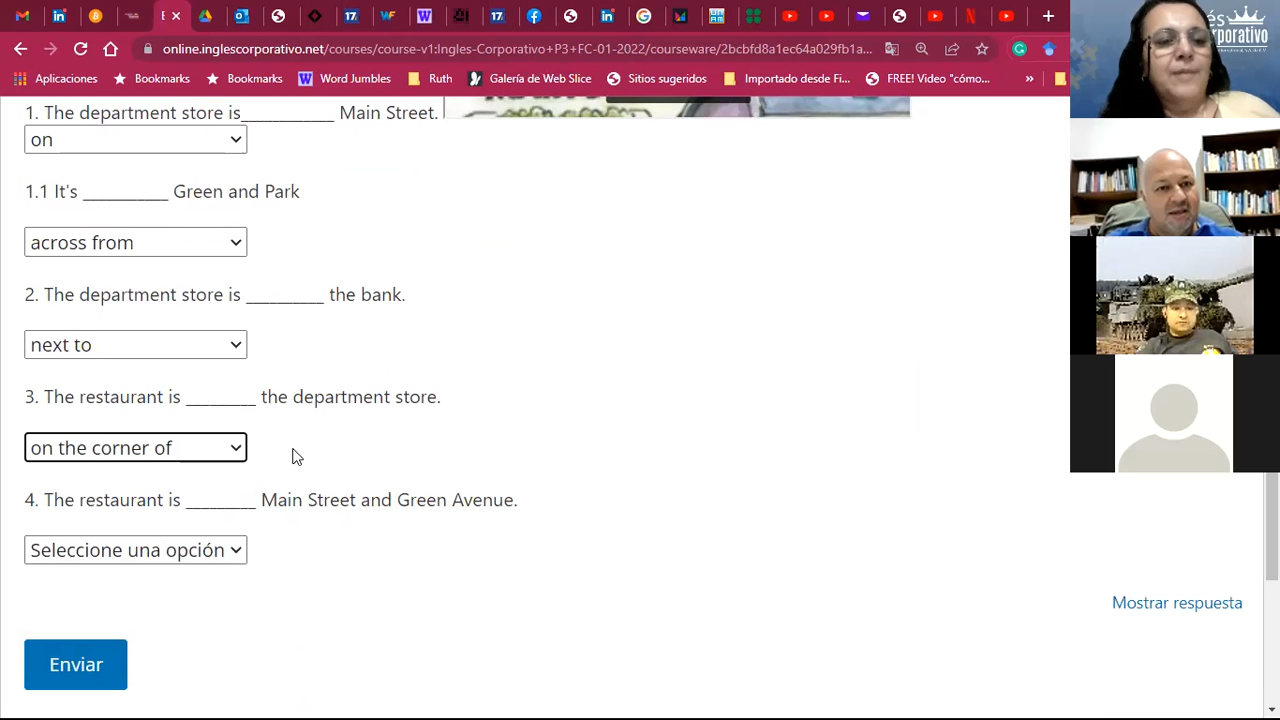 online.inglescorporativo.net/courses/course-v1:Ingles-Corporativo+P3+FC-01-2022/courseware/2bcbfd8a1ec64a029fb1a...
Aplicaciones Bookmarks Bookmarks Word Jumbles Ruth Galería de Web Slice Sitios sugeridos Importado desde Fi... FREE! Video "cómo... »
1. The department store is____________ Main Street.
on
1.1 It's ___________ Green and Park
across from
2. The department store is __________ the bank.
next to
3. The restaurant is _________ the department store.
on the corner of
4. The restaurant is _________ Main Street and Green Avenue.
Seleccione una opción
Mostrar respuesta
Enviar